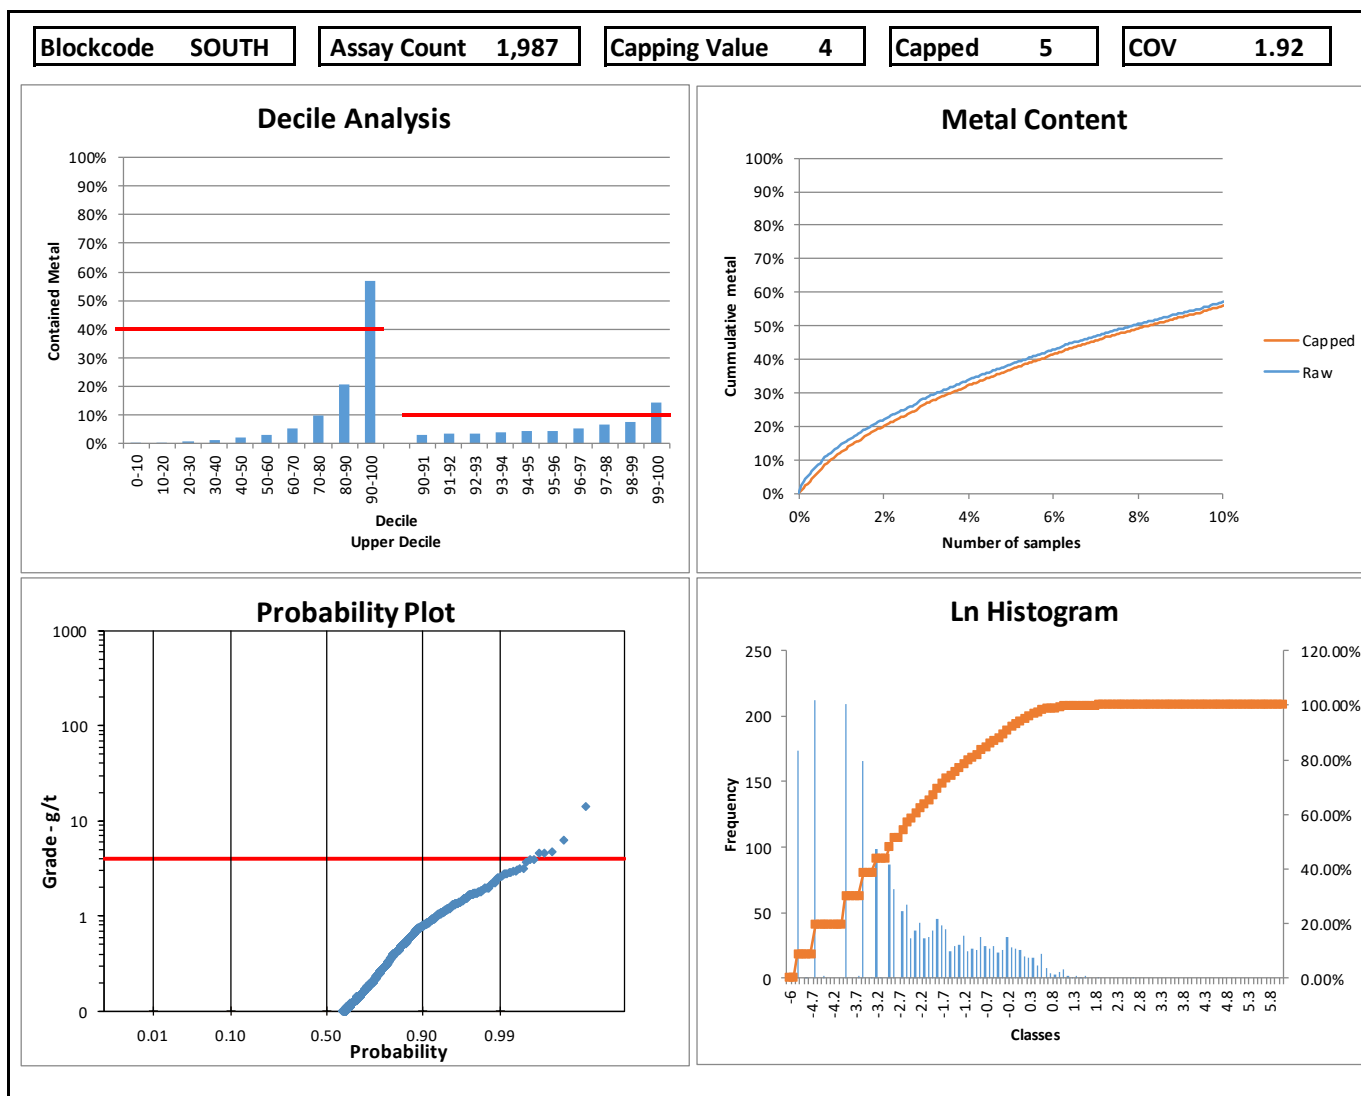 Blockcode SOUTH
Assay Count 1,987
Capping Value 4
Capped 5
COV 1.92
Decile Analysis
Contained Metal
100%
90%
80%
70%
60%
50%
40%
30%
20%
10%
0%
0-10 10-20 20-30 30-40 40-50 50-60 60-70 70-80 80-90 90-100 90-91 91-92 92-93 93-94 94-95 95-96 96-97 97-98 98-99 99-100
Decile
Upper Decile
Metal Content
Cummulative metal
100%
90%
80%
70%
60%
50%
40%
30%
20%
10%
0%
0% 2% 4% 6% 8% 10%
Number of samples
Capped
Raw
Probability Plot
Grade - g/t
1000
100
10
1
0
0.01 0.10 0.50 0.90 0.99
Probability
Ln Histogram
Frequency
250
200
150
100
50
0
120.00%
100.00%
80.00%
60.00%
40.00%
20.00%
0.00%
-6 -4.7 -4.2 -3.7 -3.2 -2.7 -2.2 -1.7 -1.2 -0.7 -0.2 0.3 0.8 1.3 1.8 2.3 2.8 3.3 3.8 4.3 4.8 5.3 5.8
Classes